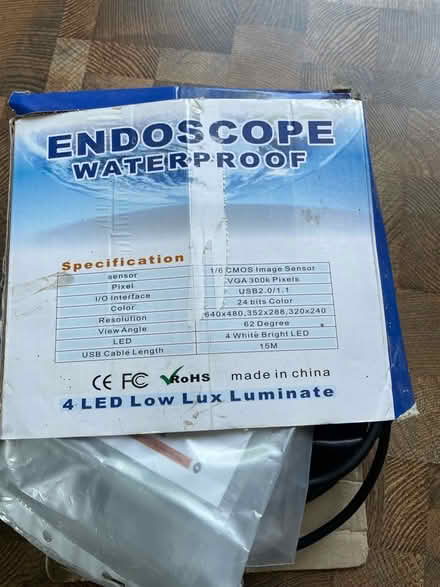 ENDOSCOPE
WATERPROOF
Specification
sensor 1/6 CMOS Image Sensor
Pixel VGA 300k Pixels
I/O Interface USB2.0/1.1
Color 24 bits Color
Resolution 640x480,352x288,320x240
View Angle 62 Degree
LED 4 White Bright LED
USB Cable Length 15M
CE FC RoHS made in china
4 LED Low Lux Luminate